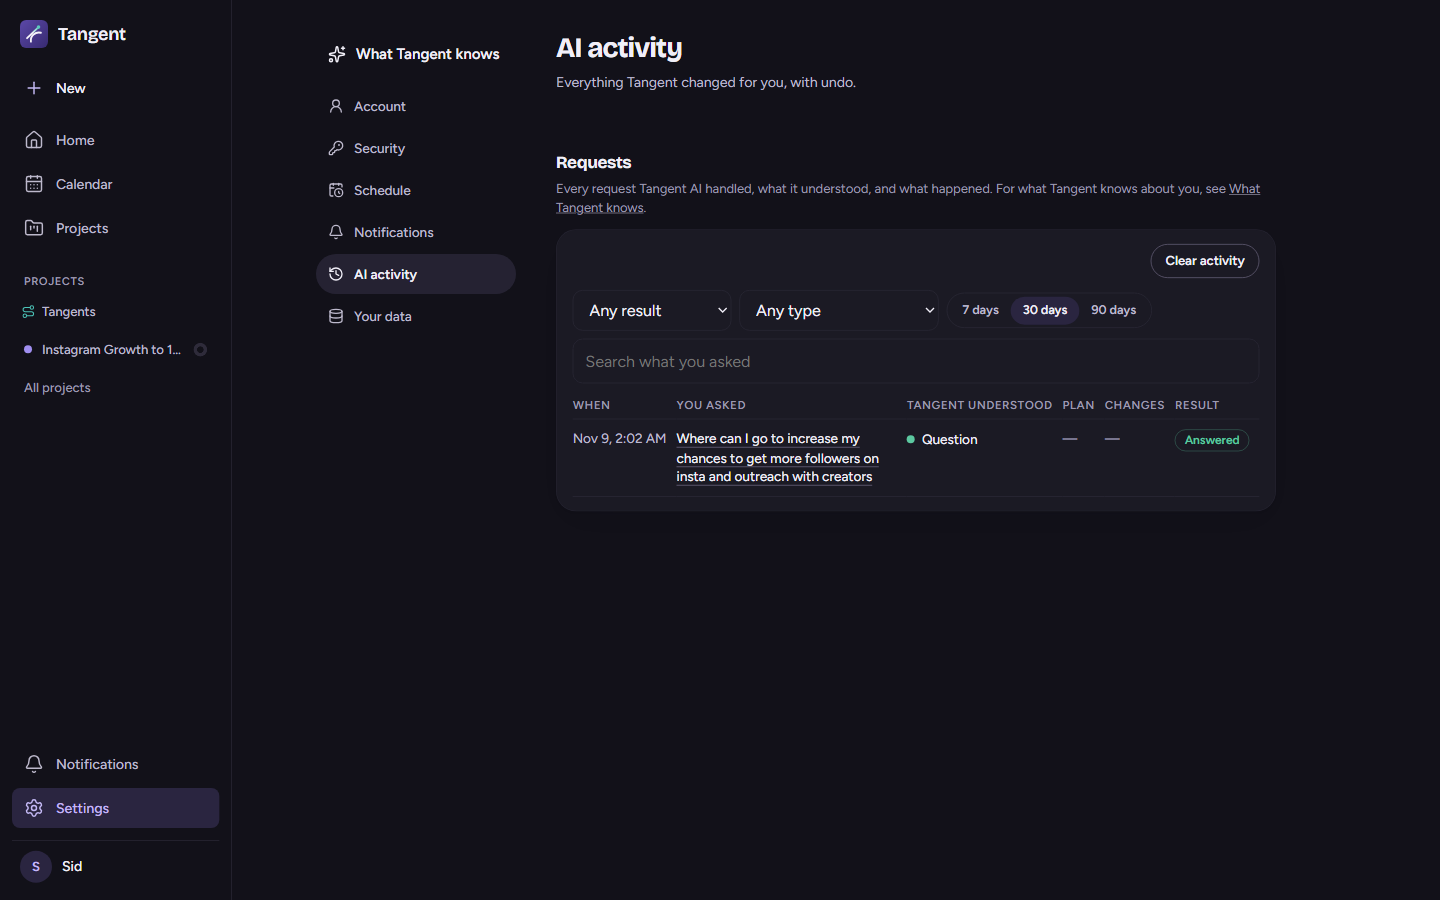 Tangent
New
Home
Calendar
Projects
PROJECTS
Tangents
Instagram Growth to 1...
All projects
Notifications
Settings
S
Sid
What Tangent knows
Account
Security
Schedule
Notifications
AI activity
Your data
AI activity
Everything Tangent changed for you, with undo.
Requests
Every request Tangent AI handled, what it understood, and what happened. For what Tangent knows about you, see What
Tangent knows.
Clear activity
Any result
Any type
7 days
30 days
90 days
Search what you asked
WHEN
YOU ASKED
TANGENT UNDERSTOOD
PLAN
CHANGES
RESULT
Nov 9, 2:02 AM
Where can I go to increase my
chances to get more followers on
insta and outreach with creators
Question
—
—
Answered